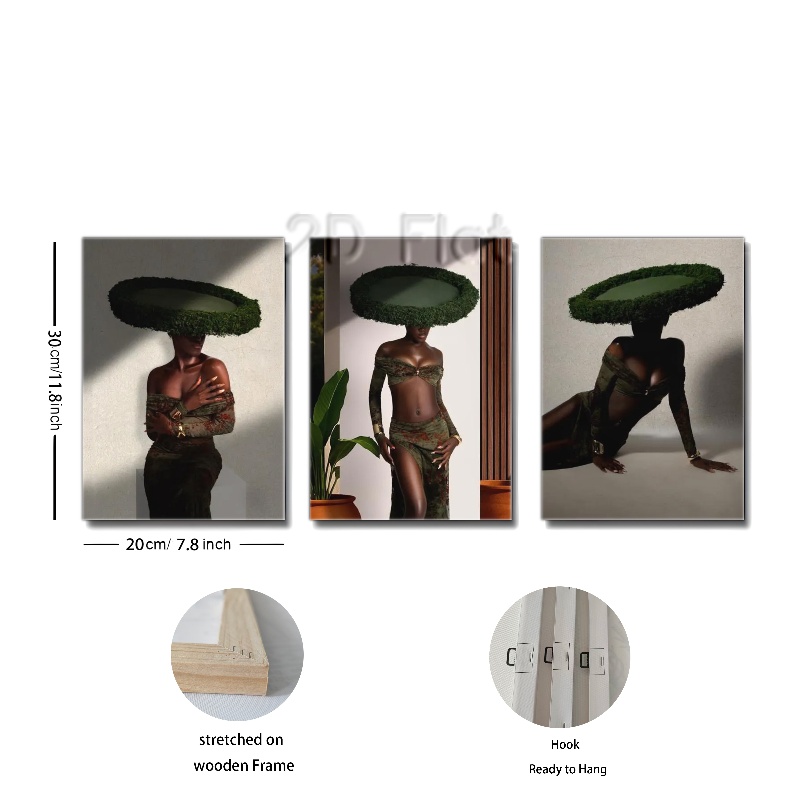 2D Flat
30cm/11.8inch
20cm/ 7.8 inch
stretched on
wooden Frame
Hook
Ready to Hang